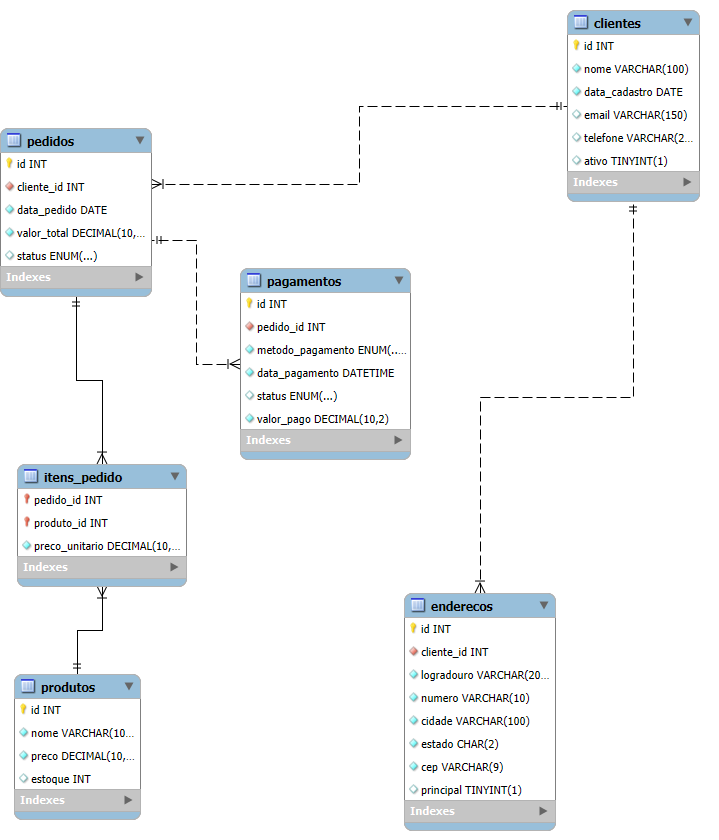 clientes
id INT
nome VARCHAR(100)
data_cadastro DATE
email VARCHAR(150)
telefone VARCHAR(2...
ativo TINYINT(1)
Indexes
pedidos
id INT
cliente_id INT
data_pedido DATE
valor_total DECIMAL(10,...
status ENUM(...)
Indexes
pagamentos
id INT
pedido_id INT
metodo_pagamento ENUM(..…
data_pagamento DATETIME
status ENUM(...)
valor_pago DECIMAL(10,2)
Indexes
itens_pedido
pedido_id INT
produto_id INT
preco_unitario DECIMAL(10,...
Indexes
enderecos
id INT
cliente_id INT
logradouro VARCHAR(20...
numero VARCHAR(10)
cidade VARCHAR(100)
estado CHAR(2)
cep VARCHAR(9)
principal TINYINT(1)
Indexes
produtos
id INT
nome VARCHAR(10...
preco DECIMAL(10,...
estoque INT
Indexes